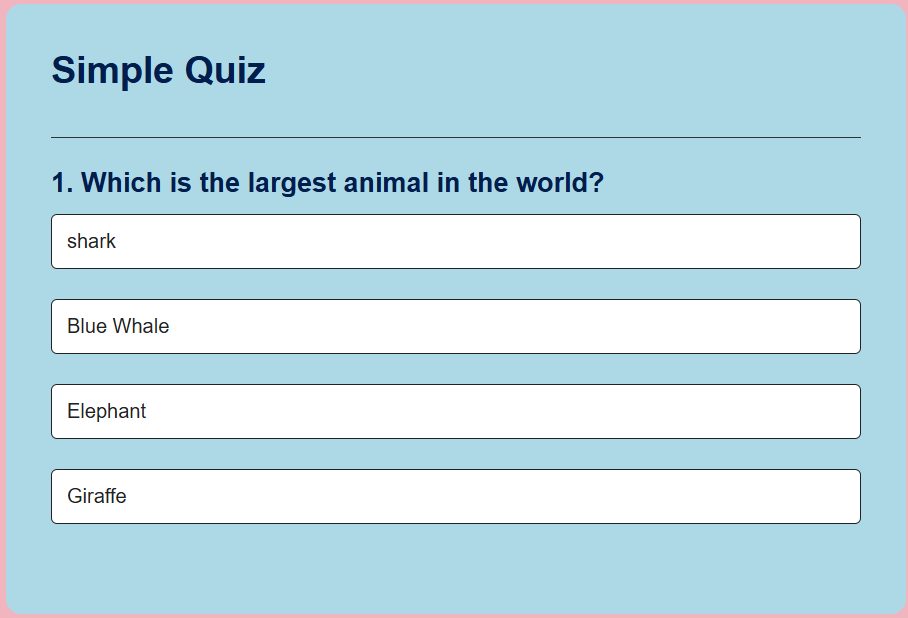 Simple Quiz
1. Which is the largest animal in the world?
shark
Blue Whale
Elephant
Giraffe